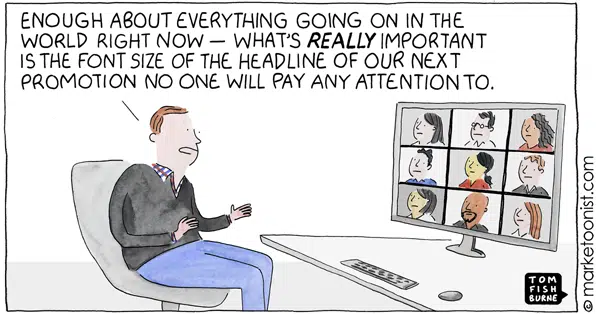 ENOUGH ABOUT EVERYTHING GOING ON IN THE
WORLD RIGHT NOW — WHAT'S REALLY IMPORTANT
IS THE FONT SIZE OF THE HEADLINE OF OUR NEXT
PROMOTION NO ONE WILL PAY ANY ATTENTION TO.
© marketoonist.com
TOM
FISH
BURNE